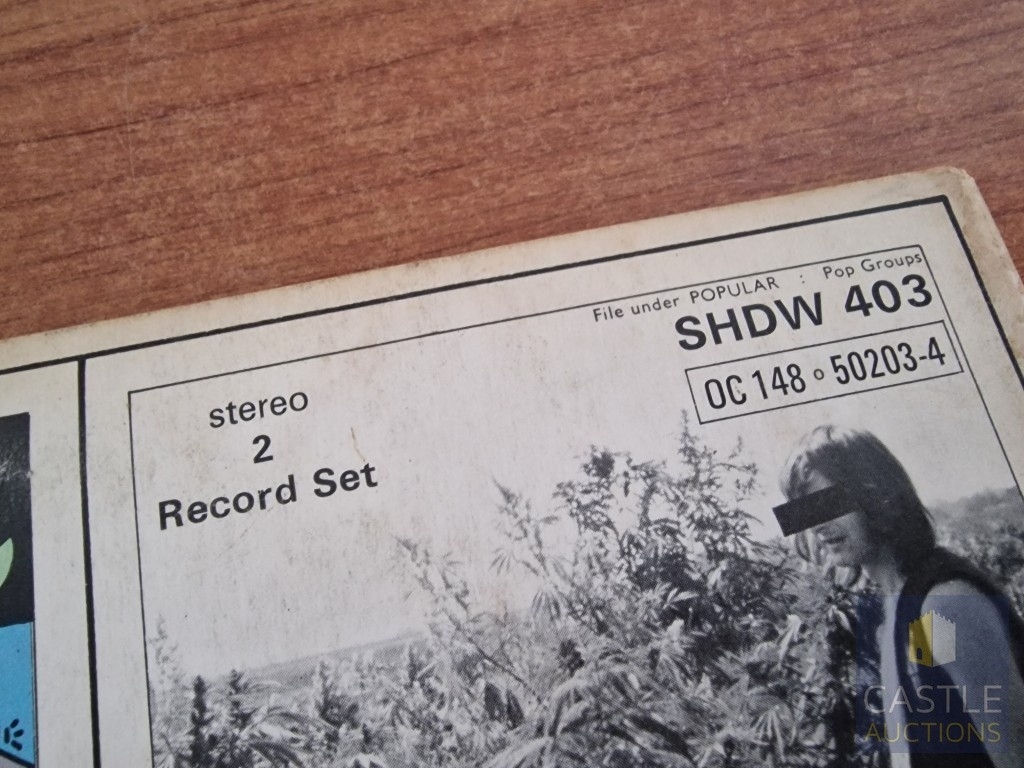 File under POPULAR : Pop Groups
SHDW 403
OC 148 ° 50203-4
stereo
2
Record Set
CASTLE
AUCTIONS